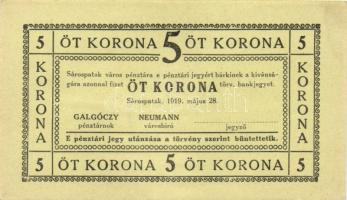 5 ÖT KORONA 5 ÖT KORONA 5
KORONA
Sárospatak város pénztára e pénztári jegyért bárkinek a kívánsá-
gára azonnal fizet ÖT KORONA törv. bankjegyet.
Sárospatak, 1919. május 28.
GALGÓCZY NEUMANN
pénztárnok városbiró jegyző
E pénztári jegy utánzása a törvény szerint büntettetik.
KORONA
5 ÖT KORONA 5 ÖT KORONA 5